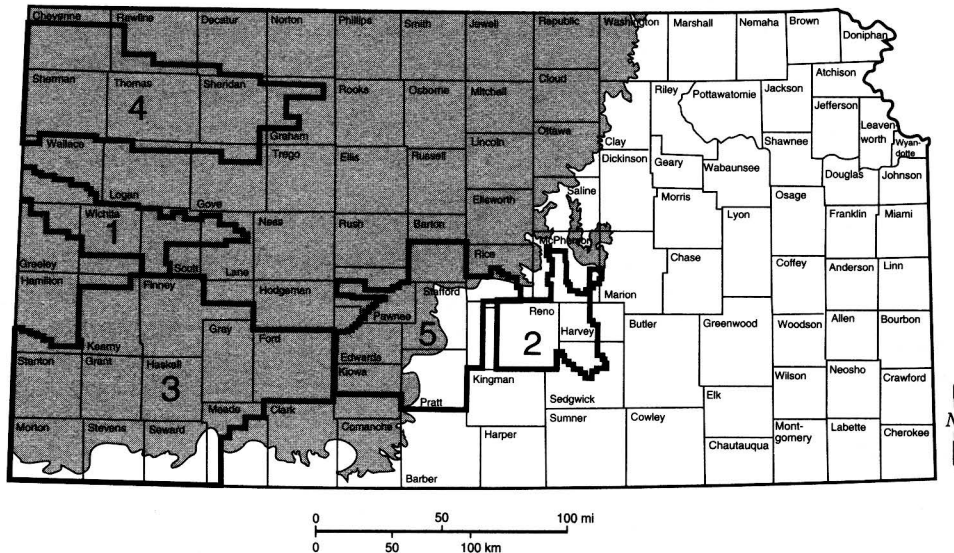 Cheyenne Rawlins Decatur Norton Phillips Smith Jewell Republic Washington Marshall Nemaha Brown Doniphan
Sherman Thomas Sheridan Graham Rooks Osborne Mitchell Cloud Clay Riley Pottawatomie Jackson Atchison Jefferson Leaven-
worth Wyan-
dotte
4
Wallace Logan Gove Trego Ellis Russell Lincoln Ottawa Dickinson Geary Wabaunsee Shawnee Douglas Johnson
Saline Morris Osage Franklin Miami
Greeley Wichita Scott Lane Ness Rush Barton Ellsworth Rice McPherson Marion Chase Lyon Coffey Anderson Linn
1
Hamilton Kearny Finney Hodgeman Pawnee Stafford Reno Harvey Butler Greenwood Woodson Allen Bourbon
5
2
Stanton Grant Haskell Gray Ford Edwards Kiowa Pratt Kingman Sedgwick Elk Wilson Neosho Crawford
3
Morton Stevens Seward Meade Clark Comanche Barber Harper Sumner Cowley Chautauqua Mont-
gomery Labette Cherokee
N
0 50 100 mi
0 50 100 km